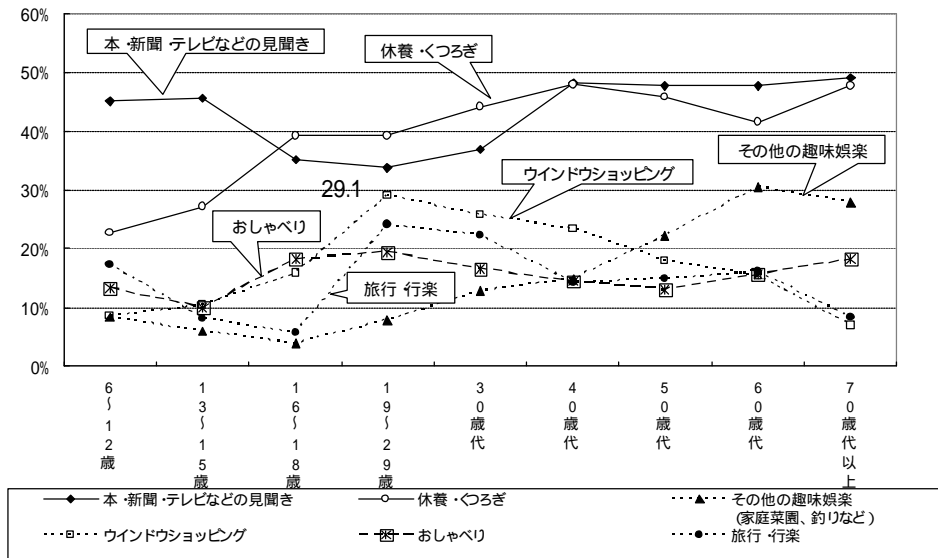 60%
50%
40%
30%
20%
10%
0%
本・新聞・テレビなどの見聞き
休養・くつろぎ
その他の趣味娯楽
ウインドウショッピング
29.1
おしゃべり
旅行・行楽
6～12歳
13～15歳
16～18歳
19～29歳
30歳代
40歳代
50歳代
60歳代
70歳代以上
本・新聞・テレビなどの見聞き
休養・くつろぎ
その他の趣味娯楽
(家庭菜園、釣りなど)
ウインドウショッピング
おしゃべり
旅行・行楽